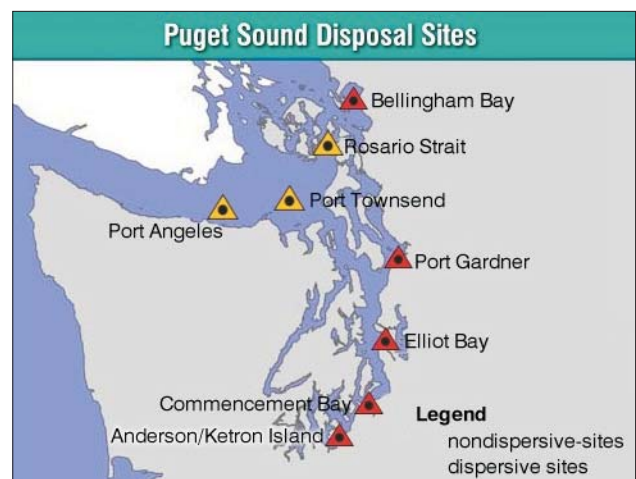 Puget Sound Disposal Sites
Bellingham Bay
Rosario Strait
Port Townsend
Port Angeles
Port Gardner
Elliot Bay
Commencement Bay
Anderson/Ketron Island
Legend
nondispersive-sites
dispersive sites